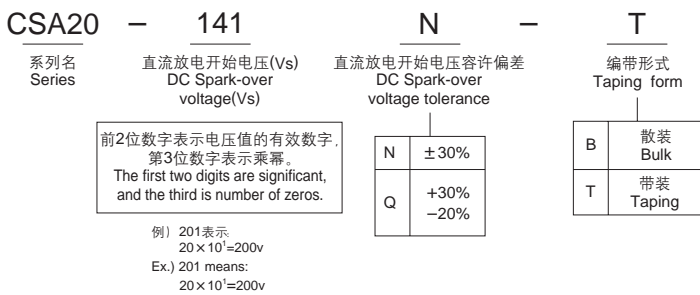 CSA20 — 141 N — T
系列名
Series
直流放电开始电压(Vs)
DC Spark-over
voltage(Vs)
直流放电开始电压容许偏差
DC Spark-over
voltage tolerance
编带形式
Taping form
前2位数字表示电压值的有效数字,
第3位数字表示乘幂。
The first two digits are significant,
and the third is number of zeros.
例) 201表示:
20×10¹=200v
Ex.) 201 means:
20×10¹=200v
N ±30%
Q +30%
−20%
B 散装
Bulk
T 带装
Taping